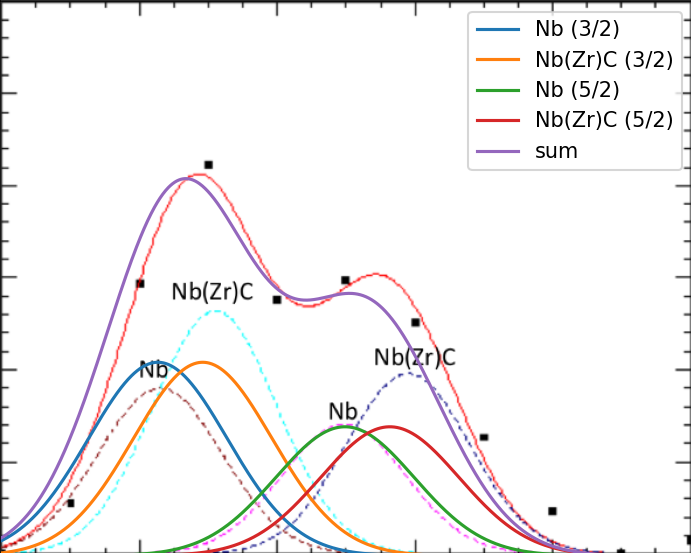 Nb (3/2)
Nb(Zr)C (3/2)
Nb (5/2)
Nb(Zr)C (5/2)
sum
Nb(Zr)C
Nb
Nb(Zr)C
Nb